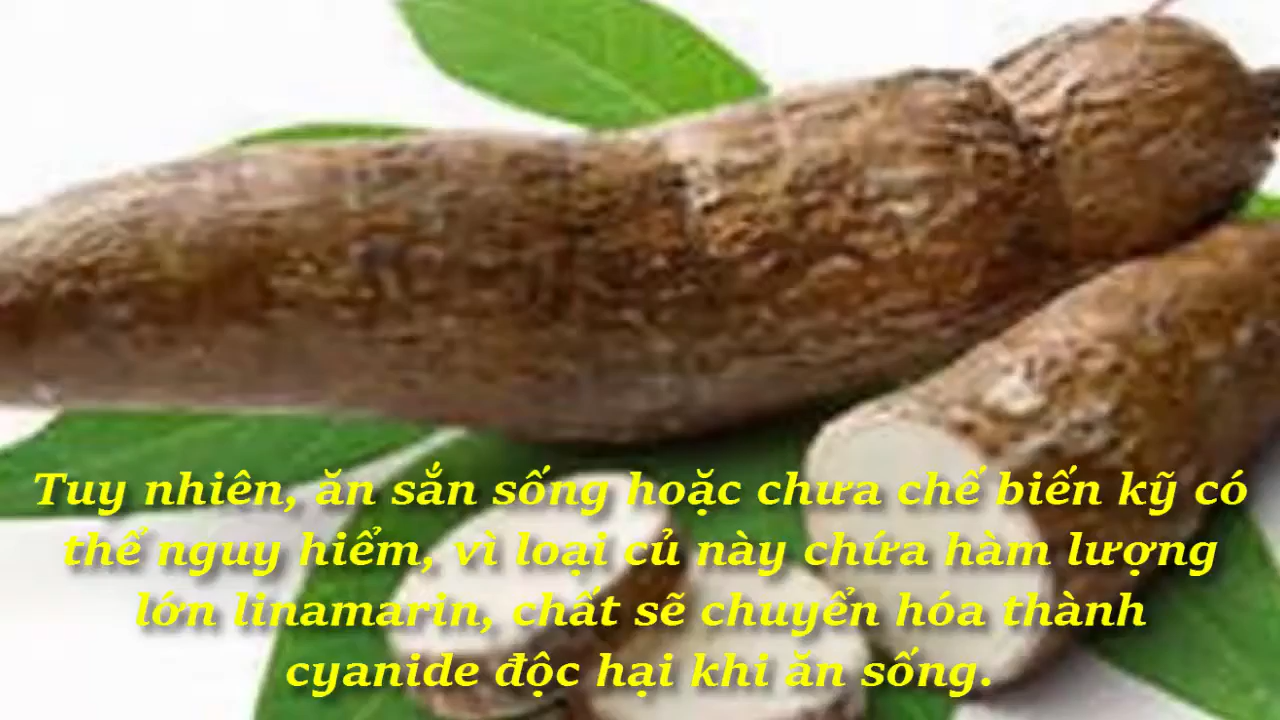 Tuy nhiên, ăn sắn sống hoặc chưa chế biến kỹ có
thể nguy hiểm, vì loại củ này chứa hàm lượng
lớn linamarin, chất sẽ chuyển hóa thành
cyanide độc hại khi ăn sống.